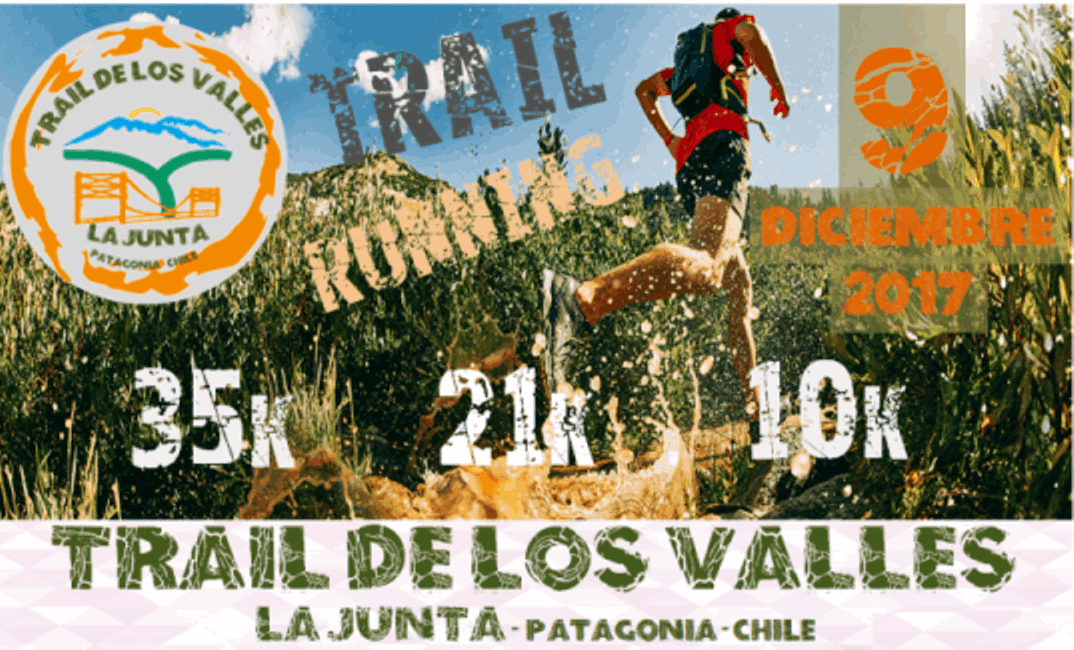 TRAIL DE LOS VALLES
LA JUNTA
PATAGONIA CHILE
TRAIL
RUNNING
9
DICIEMBRE
2017
35K
21K
10K
TRAIL DE LOS VALLES
LA JUNTA - PATAGONIA - CHILE